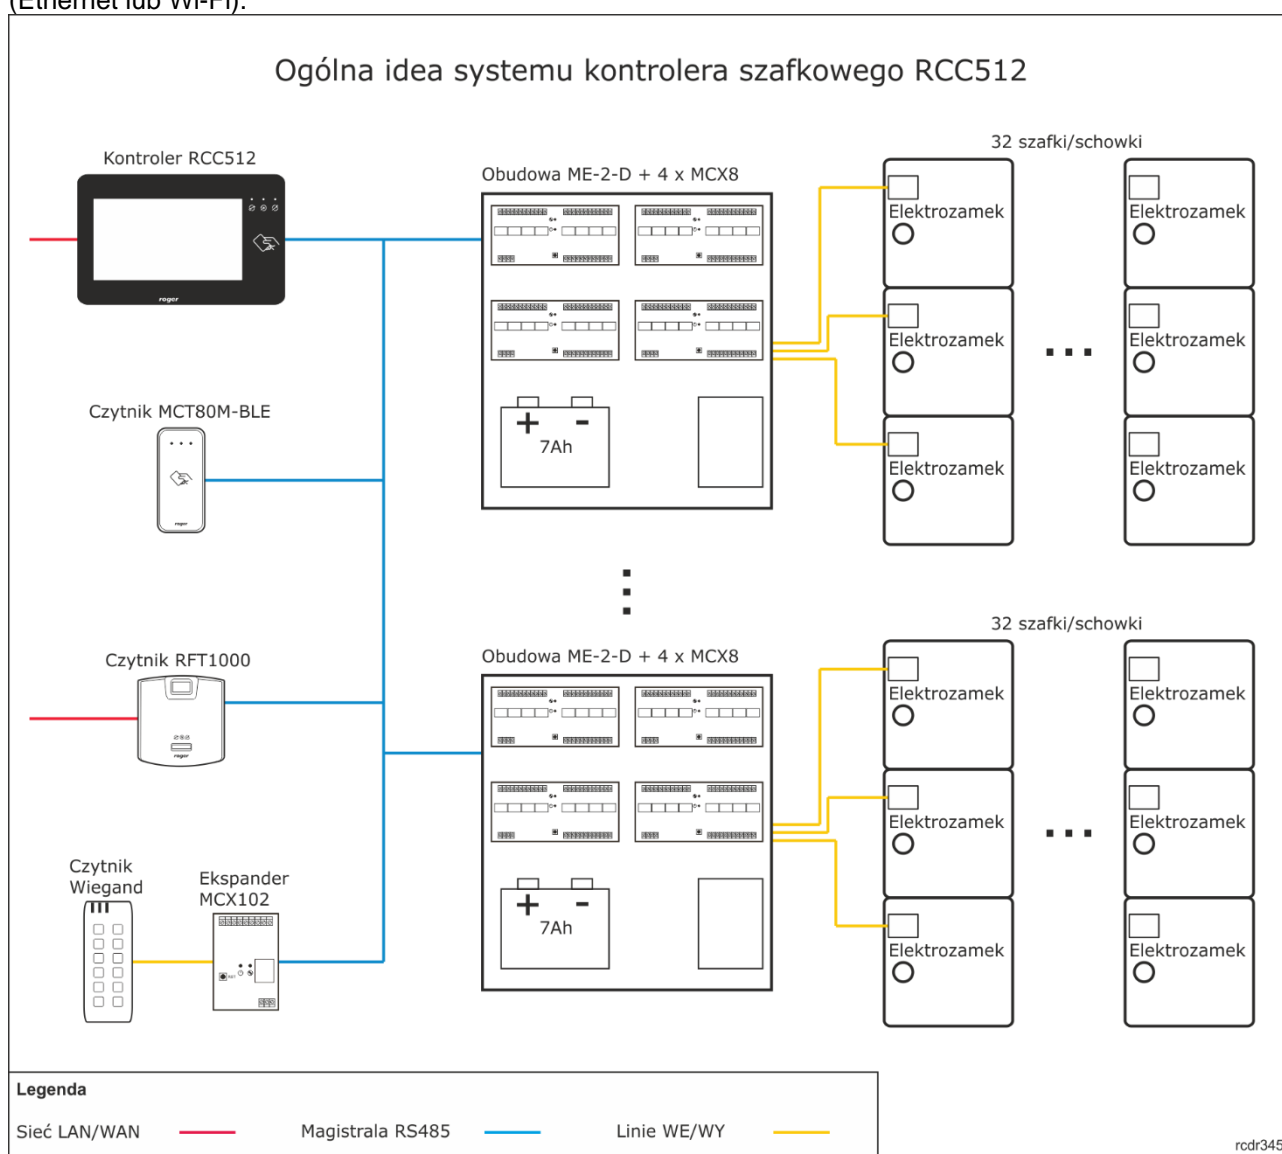 (Ethernet lub Wi-Fi).
Ogólna idea systemu kontrolera szafkowego RCC512
32 szafki/schowki
Kontroler RCC512
Obudowa ME-2-D + 4 x MCX8
roger
Elektrozamek
Elektrozamek
Elektrozamek
Elektrozamek
Elektrozamek
Elektrozamek
Czytnik MCT80M-BLE
roger
+ -
7Ah
32 szafki/schowki
Czytnik RFT1000
Obudowa ME-2-D + 4 x MCX8
roger
Elektrozamek
Elektrozamek
Elektrozamek
Elektrozamek
Elektrozamek
Elektrozamek
+ -
7Ah
Czytnik
Wiegand
Ekspander
MCX102
Legenda
Sieć LAN/WAN
Magistrala RS485
Linie WE/WY
rcdr345